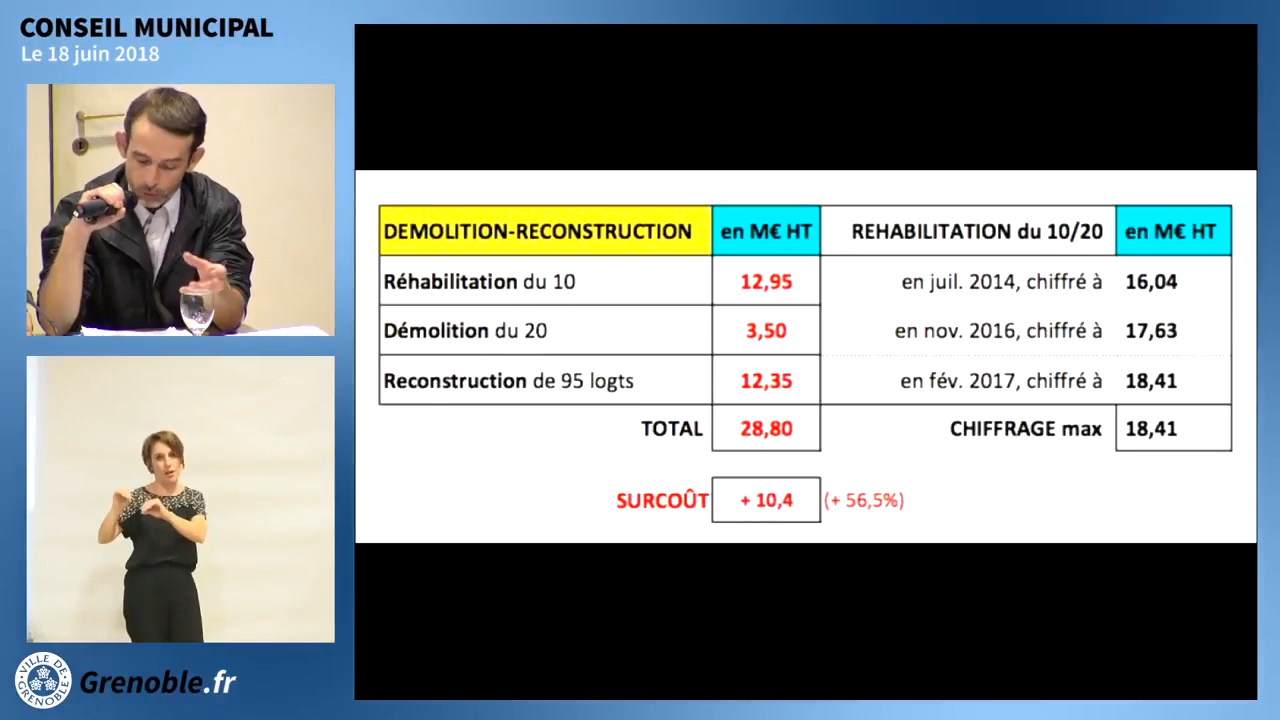 CONSEIL MUNICIPAL
Le 18 juin 2018
DEMOLITION-RECONSTRUCTION en M€ HT REHABILITATION du 10/20 en M€ HT
Réhabilitation du 10 12,95 en juil. 2014, chiffré à 16,04
Démolition du 20 3,50 en nov. 2016, chiffré à 17,63
Reconstruction de 95 logts 12,35 en fév. 2017, chiffré à 18,41
TOTAL 28,80 CHIFFRAGE max 18,41
SURCOÛT + 10,4 (+ 56,5%)
VILLE DE GRENOBLE
Grenoble.fr